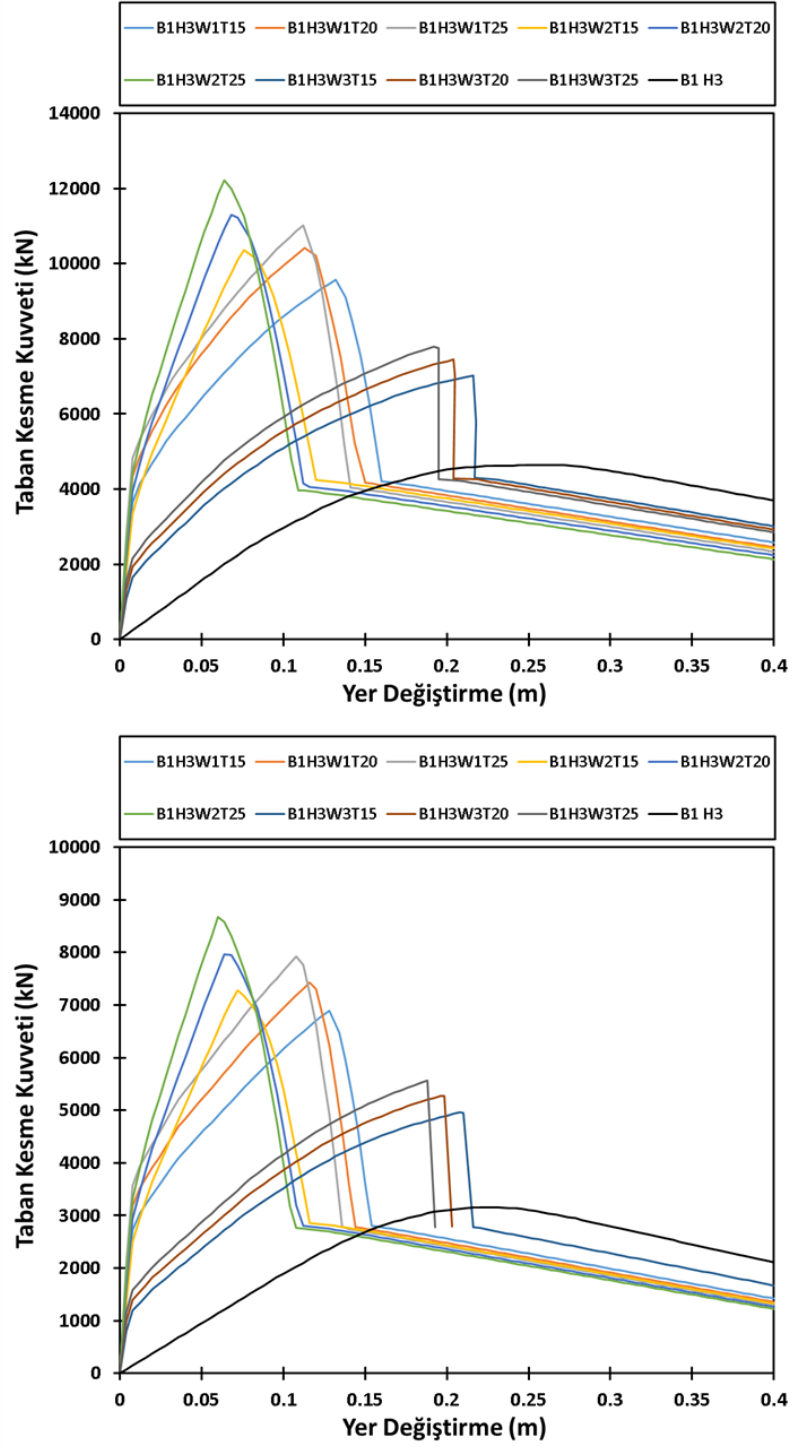 B1H3W1T15 B1H3W1T20 B1H3W1T25 B1H3W2T15 B1H3W2T20
B1H3W2T25 B1H3W3T15 B1H3W3T20 B1H3W3T25 B1 H3
14000
12000
10000
8000
6000
4000
2000
0
Taban Kesme Kuvveti (kN)
0 0.05 0.1 0.15 0.2 0.25 0.3 0.35 0.4
Yer Değiştirme (m)
B1H3W1T15 B1H3W1T20 B1H3W1T25 B1H3W2T15 B1H3W2T20
B1H3W2T25 B1H3W3T15 B1H3W3T20 B1H3W3T25 B1 H3
10000
9000
8000
7000
6000
5000
4000
3000
2000
1000
0
Taban Kesme Kuvveti (kN)
0 0.05 0.1 0.15 0.2 0.25 0.3 0.35 0.4
Yer Değiştirme (m)